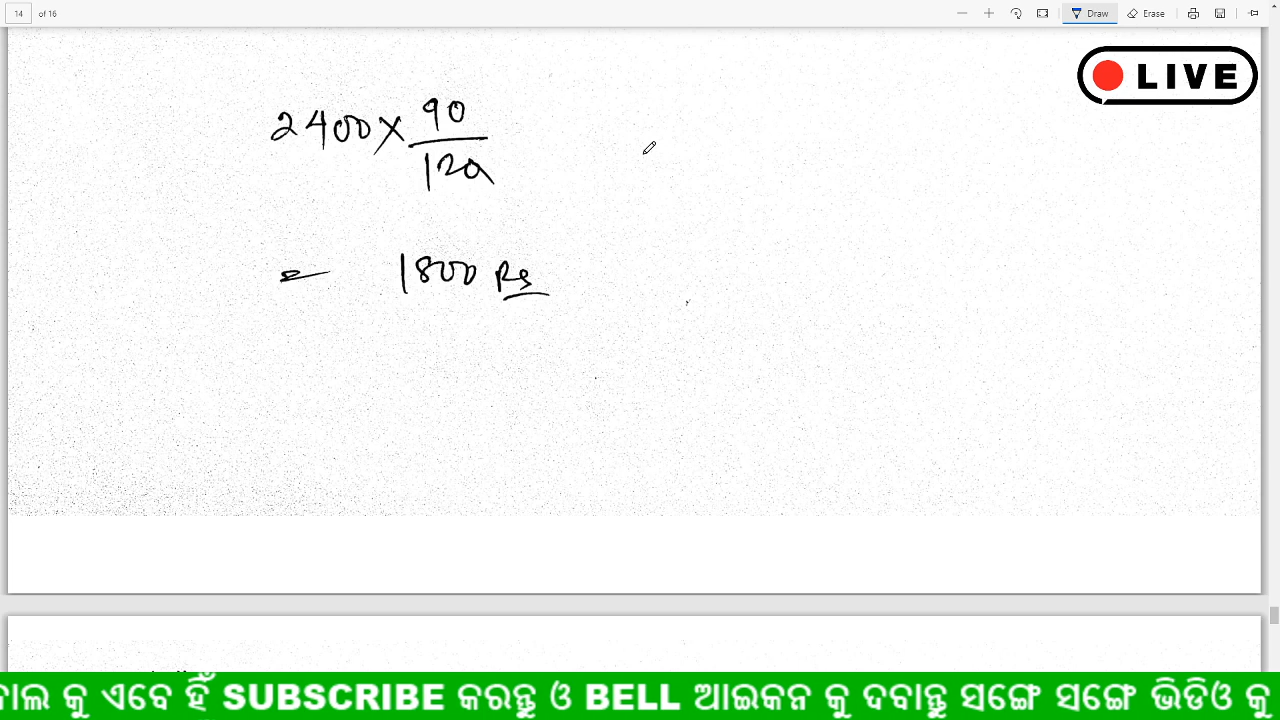 14 of 16
Draw
Erase
LIVE
2400 × 90/120
= 1800 Rs
କୁ ଏବେ ହିଁ SUBSCRIBE କରନ୍ତୁ ଓ BELL ଆଇକନ କୁ ଦବାନ୍ତୁ ସଙ୍ଗେ ସଙ୍ଗେ ଭିଡିଓ କୁ